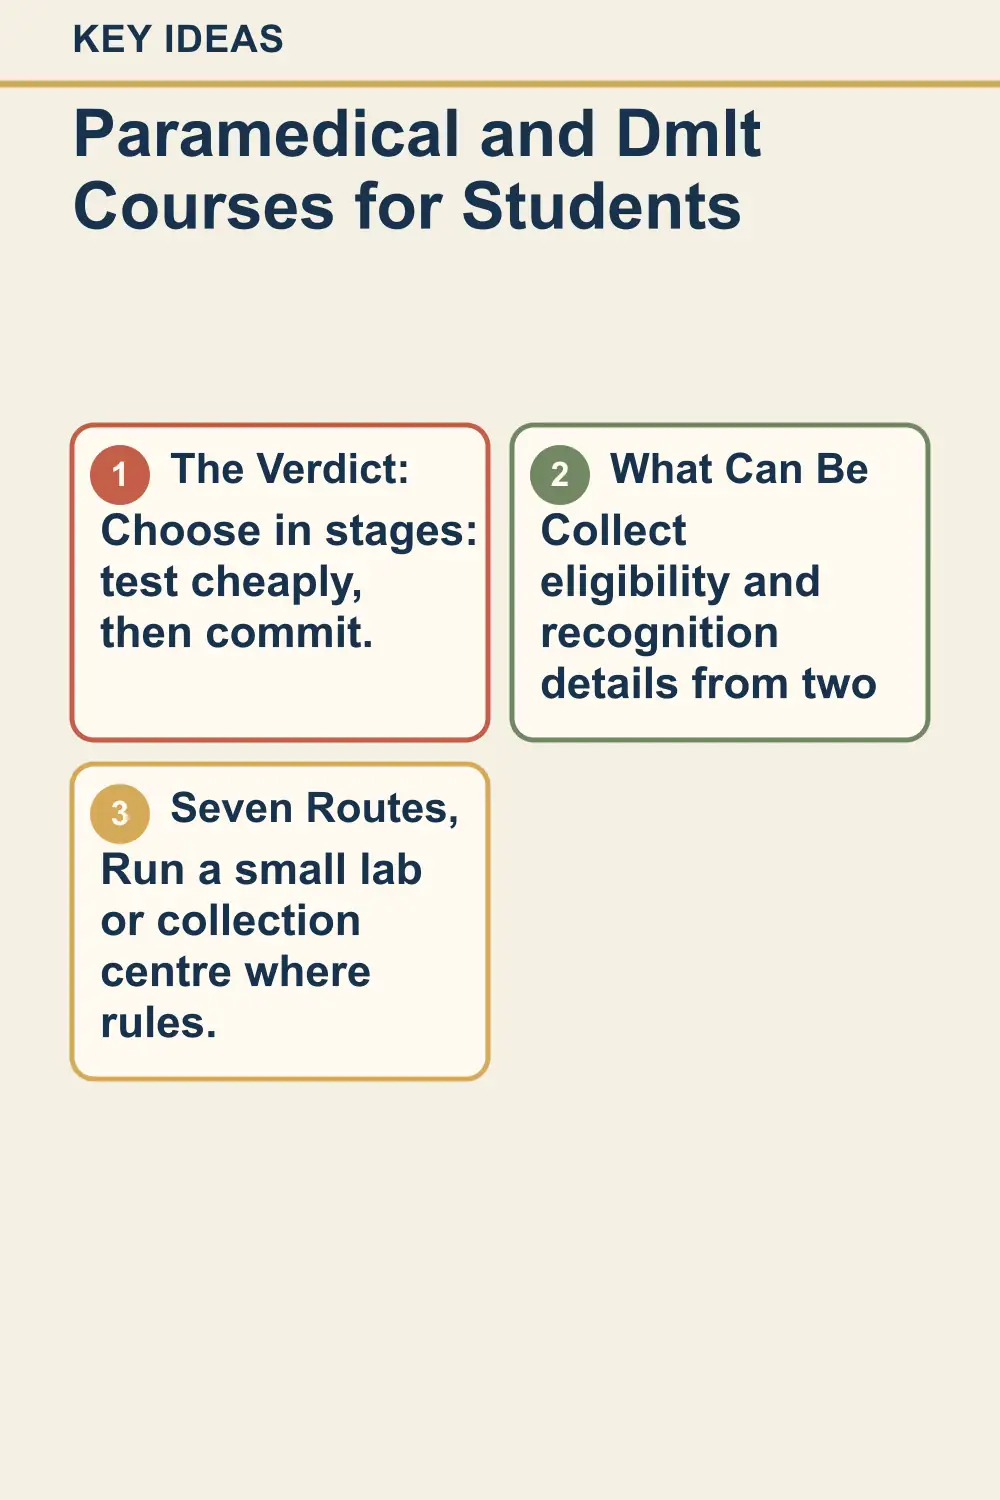 KEY IDEAS
Paramedical and Dmlt
Courses for Students
1 The Verdict:
Choose in stages:
test cheaply,
then commit.
2 What Can Be
Collect
eligibility and
recognition
details from two
3 Seven Routes,
Run a small lab
or collection
centre where
rules.